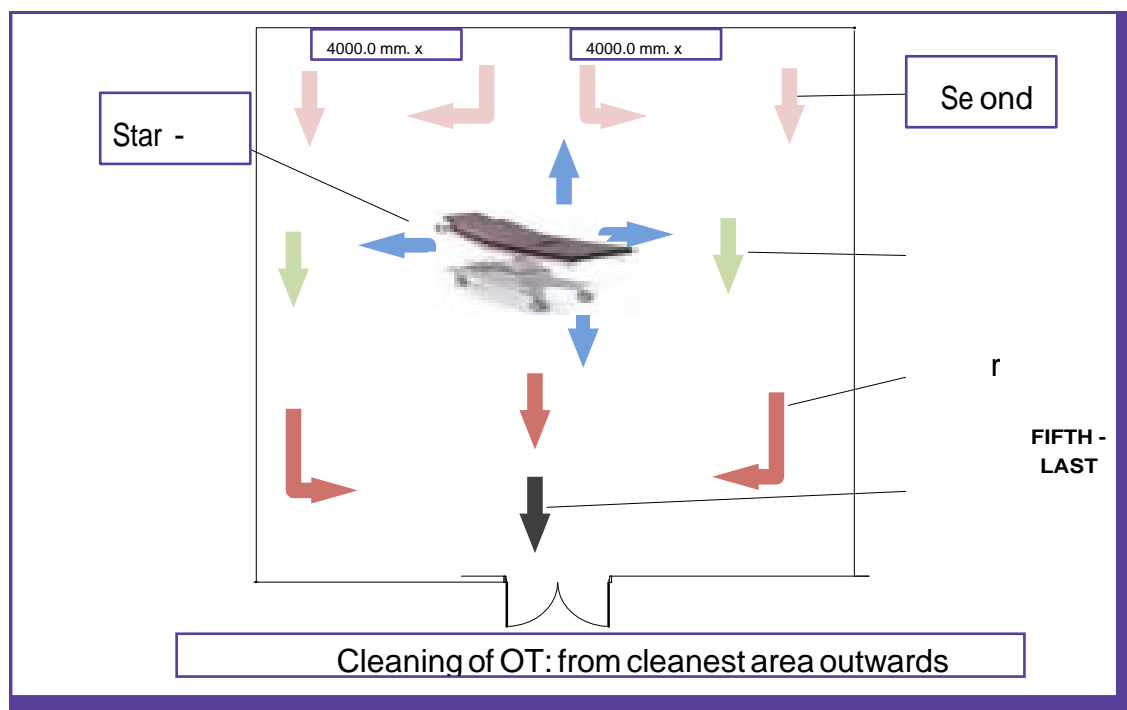 4000.0 mm. x 4000.0 mm. x
Se ond
Star -
r
FIFTH -
LAST
Cleaning of OT: from cleanest area outwards